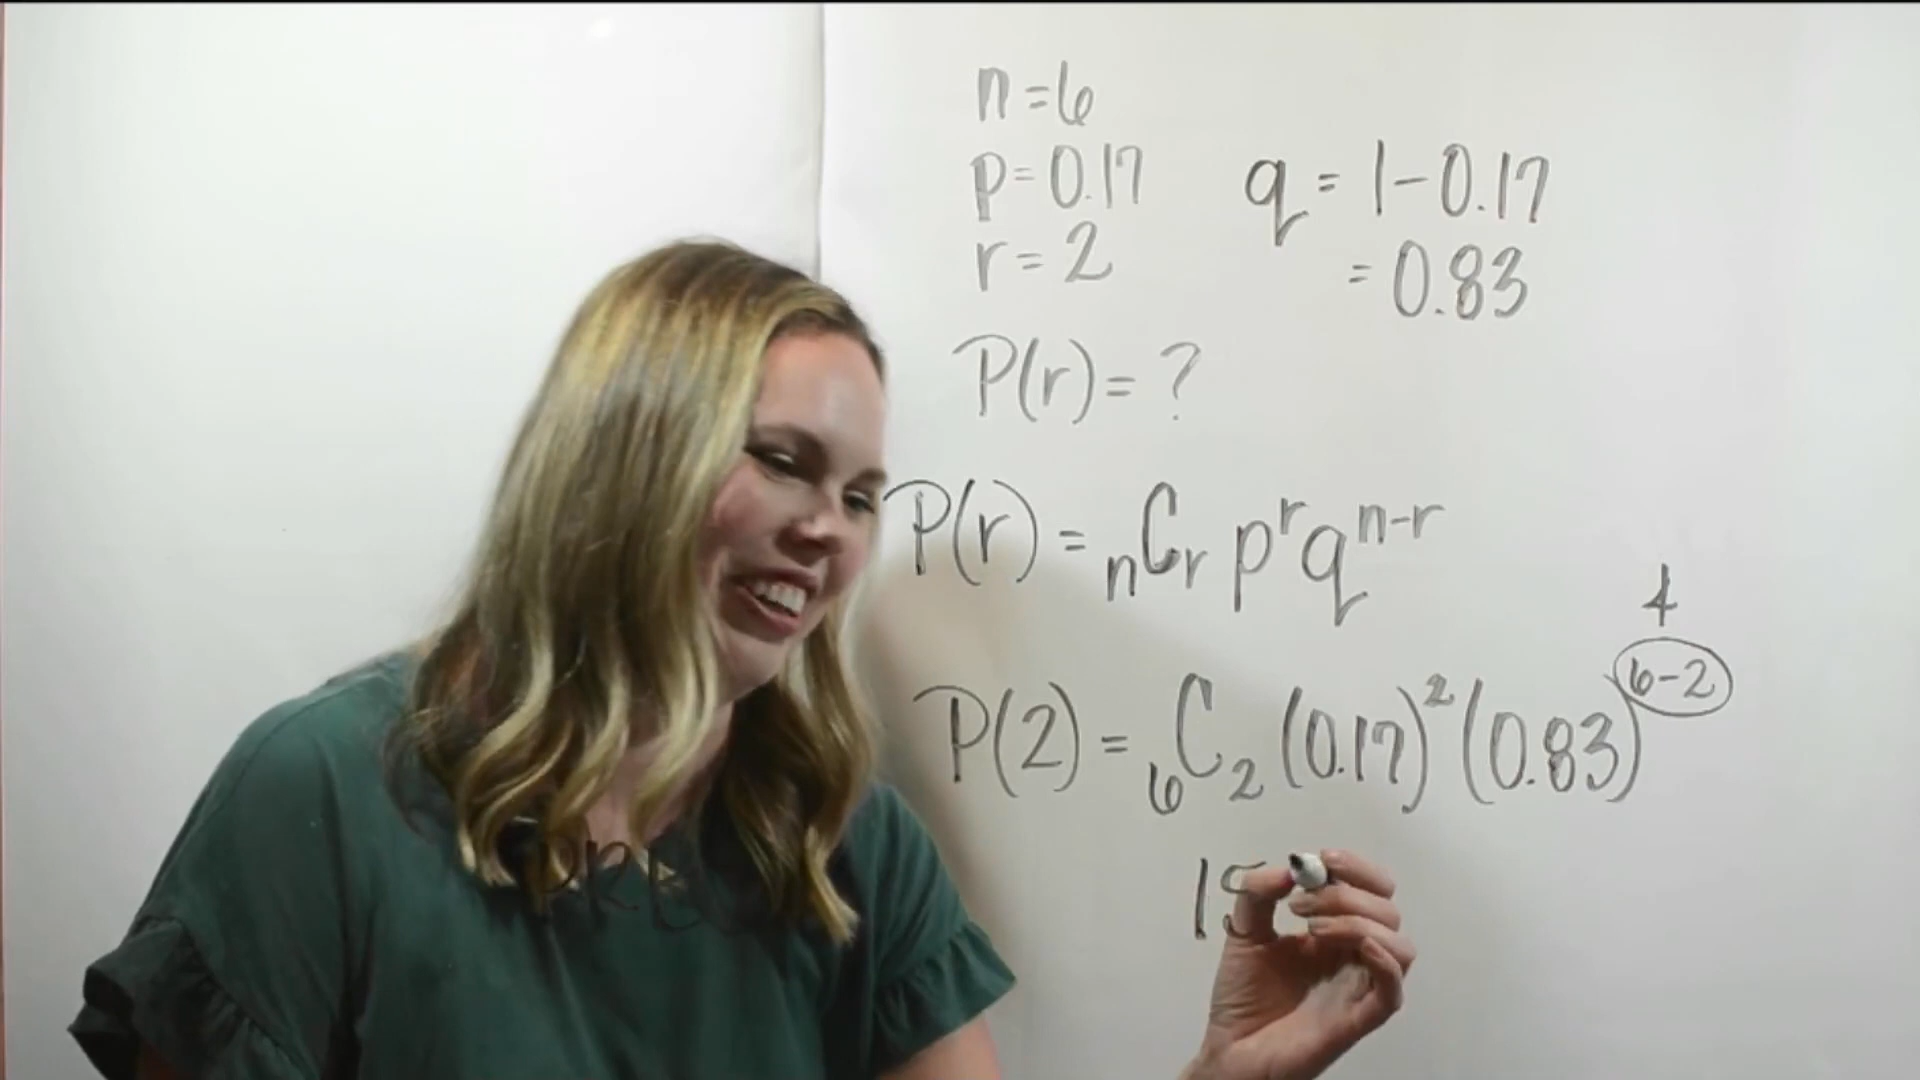 n=6
p=0.17
r=2
q = 1-0.17
= 0.83
P(r)= ?
P(r) = nCr p^r q^(n-r)
4
P(2) = 6C2 (0.17)^2 (0.83)^(6-2)
15